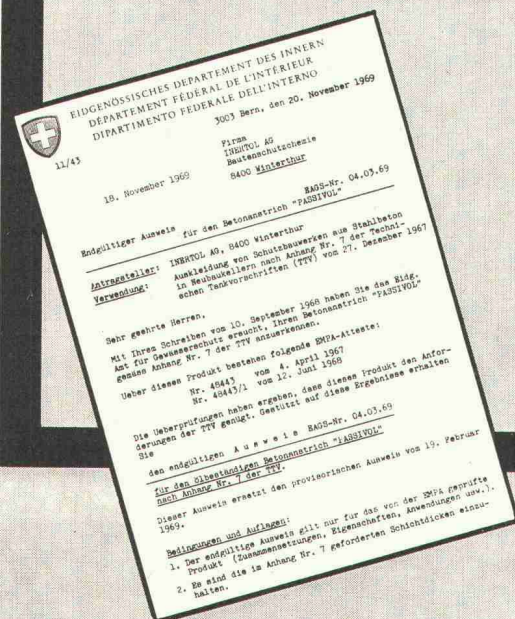 EIDGENÖSSISCHES DEPARTEMENT DES INNERN
DÉPARTEMENT FÉDÉRAL DE L'INTÉRIEUR
DIPARTIMENTO FEDERALE DELL'INTERNO
11/43
3003 Bern, den 20. November 1969
18. November 1969
Firma
INERTOL AG
Bautenschutzchemie
8400 Winterthur
HAGS-Nr. 04.03.69
Endgültiger Ausweis für den Betonanstrich "PASSIVOL"
Antragsteller: INERTOL AG, 8400 Winterthur
Verwendung: Auskleidung von Schutzbauwerken aus Stahlbeton
in Neubaukellern nach Anhang Nr. 7 der Techni-
schen Tankvorschriften (TTV) vom 27. Dezember 1967
Sehr geehrte Herren,
Mit Ihrem Schreiben vom 10. September 1968 haben Sie das Eidg.
Amt für Gewässerschutz ersucht, Ihren Betonanstrich "PASSIVOL"
gemäss Anhang Nr. 7 der TTV anzuerkennen.
Ueber dieses Produkt bestehen folgende EMPA-Atteste:
Nr. 48443 vom 4. April 1967
Nr. 48443/1 vom 12. Juni 1968
Die Ueberprüfungen haben ergeben, dass dieses Produkt den Anfor-
derungen der TTV genügt. Gestützt auf diese Ergebnisse erhalten
Sie
den endgültigen Ausweis BAGS-Nr. 04.03.69
für den ölbeständigen Betonanstrich "PASSIVOL"
nach Anhang Nr. 7 der TTV.
Dieser Ausweis ersetzt den provisorischen Ausweis vom 19. Februar
1969.
Bedingungen und Auflagen:
1. Der endgültige Ausweis gilt nur für das von der EMPA geprüfte
Produkt (Zusammensetzungen, Eigenschaften, Anwendungen usw.).
2. Es sind die im Anhang Nr. 7 geforderten Schichtdicken einzu-
halten.